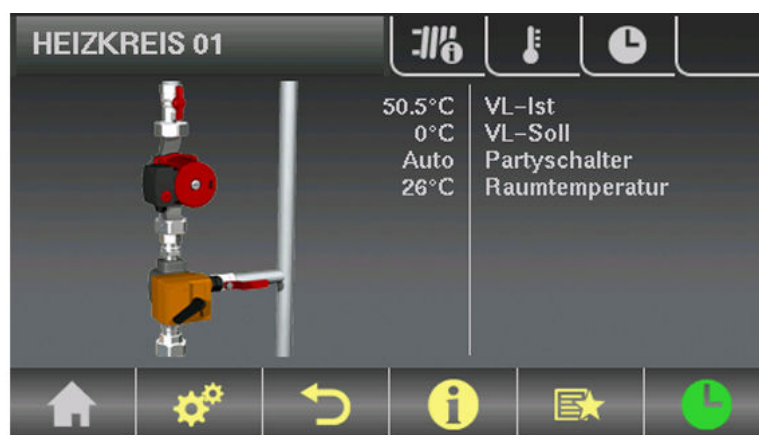 HEIZKREIS 01
50.5°C VL-Ist
0°C VL-Soll
Auto Partyschalter
26°C Raumtemperatur